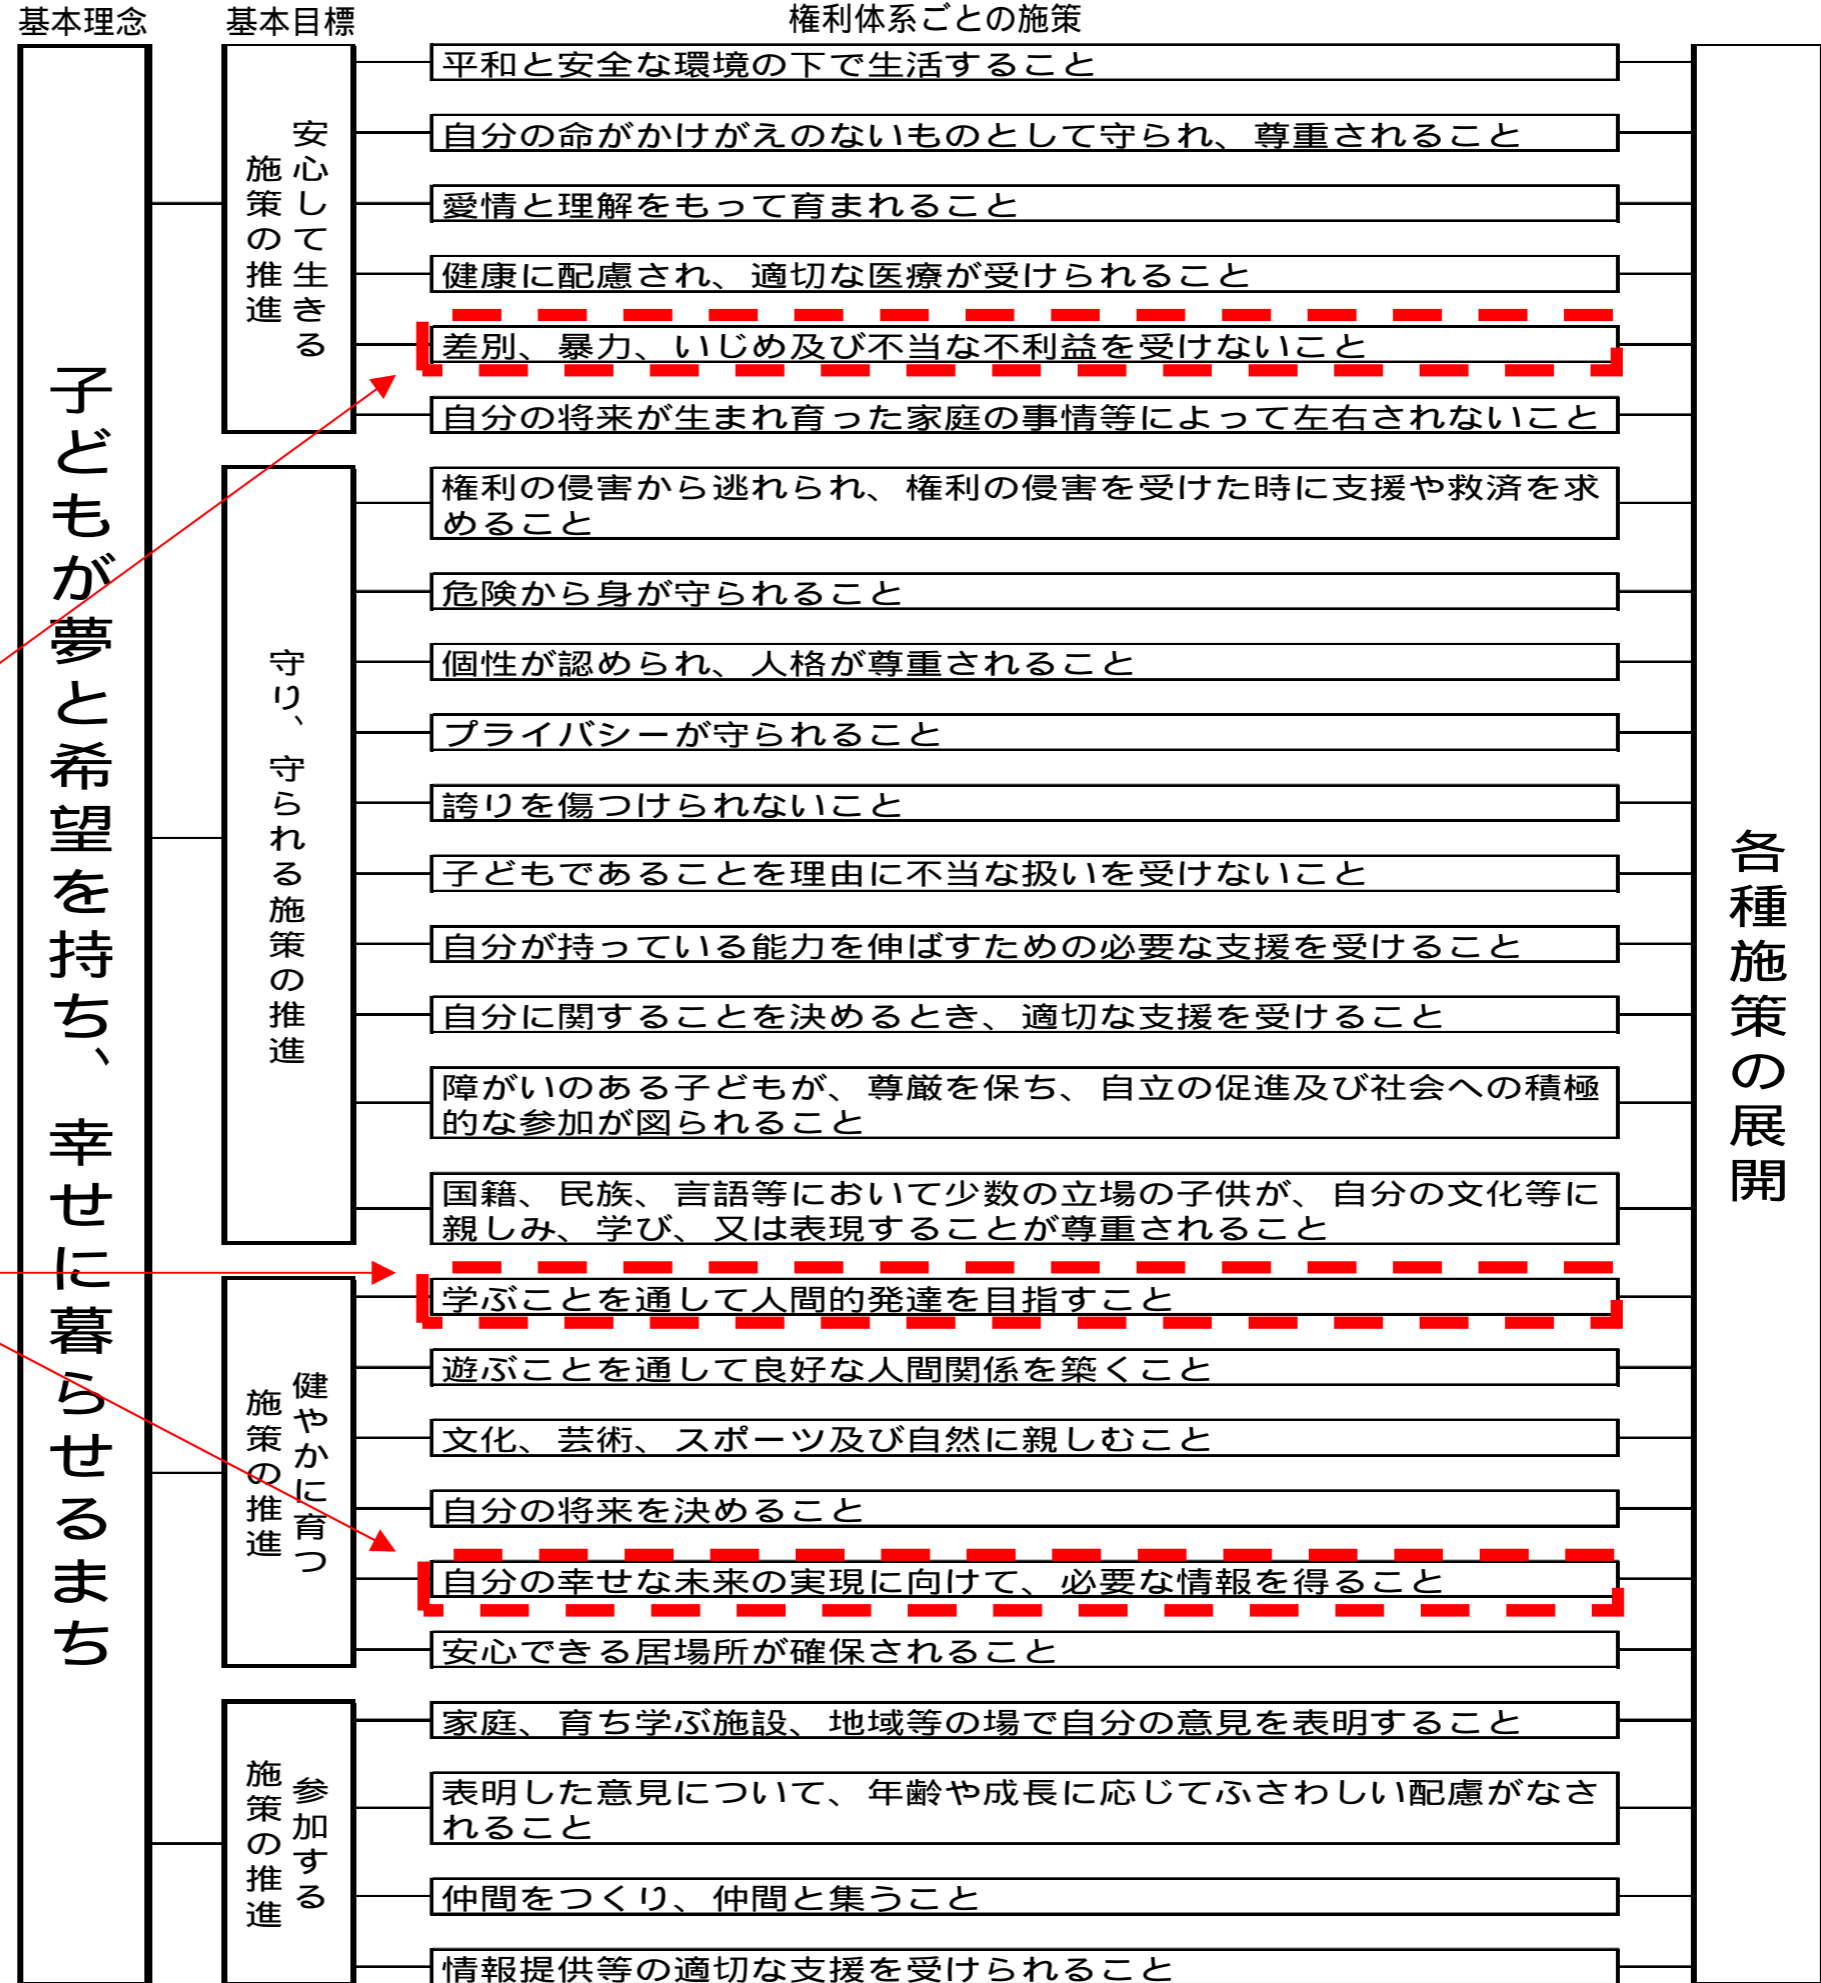 基本理念
基本目標
権利体系ごとの施策
子どもが夢と希望を持ち、幸せに暮らせるまち
安心して生きる
施策の推進
平和と安全な環境の下で生活すること
自分の命がかけがえのないものとして守られ、尊重されること
愛情と理解をもって育まれること
健康に配慮され、適切な医療が受けられること
差別、暴力、いじめ及び不当な不利益を受けないこと
自分の将来が生まれ育った家庭の事情等によって左右されないこと
守り、守られる施策の推進
権利の侵害から逃れられ、権利の侵害を受けた時に支援や救済を求
めること
危険から身が守られること
個性が認められ、人格が尊重されること
プライバシーが守られること
誇りを傷つけられないこと
子どもであることを理由に不当な扱いを受けないこと
自分が持っている能力を伸ばすための必要な支援を受けること
自分に関することを決めるとき、適切な支援を受けること
障がいのある子どもが、尊厳を保ち、自立の促進及び社会への積極
的な参加が図られること
国籍、民族、言語等において少数の立場の子供が、自分の文化等に
親しみ、学び、又は表現することが尊重されること
健やかに育つ
施策の推進
学ぶことを通して人間的発達を目指すこと
遊ぶことを通して良好な人間関係を築くこと
文化、芸術、スポーツ及び自然に親しむこと
自分の将来を決めること
自分の幸せな未来の実現に向けて、必要な情報を得ること
安心できる居場所が確保されること
参加する
施策の推進
家庭、育ち学ぶ施設、地域等の場で自分の意見を表明すること
表明した意見について、年齢や成長に応じてふさわしい配慮がなさ
れること
仲間をつくり、仲間と集うこと
情報提供等の適切な支援を受けられること
各種施策の展開